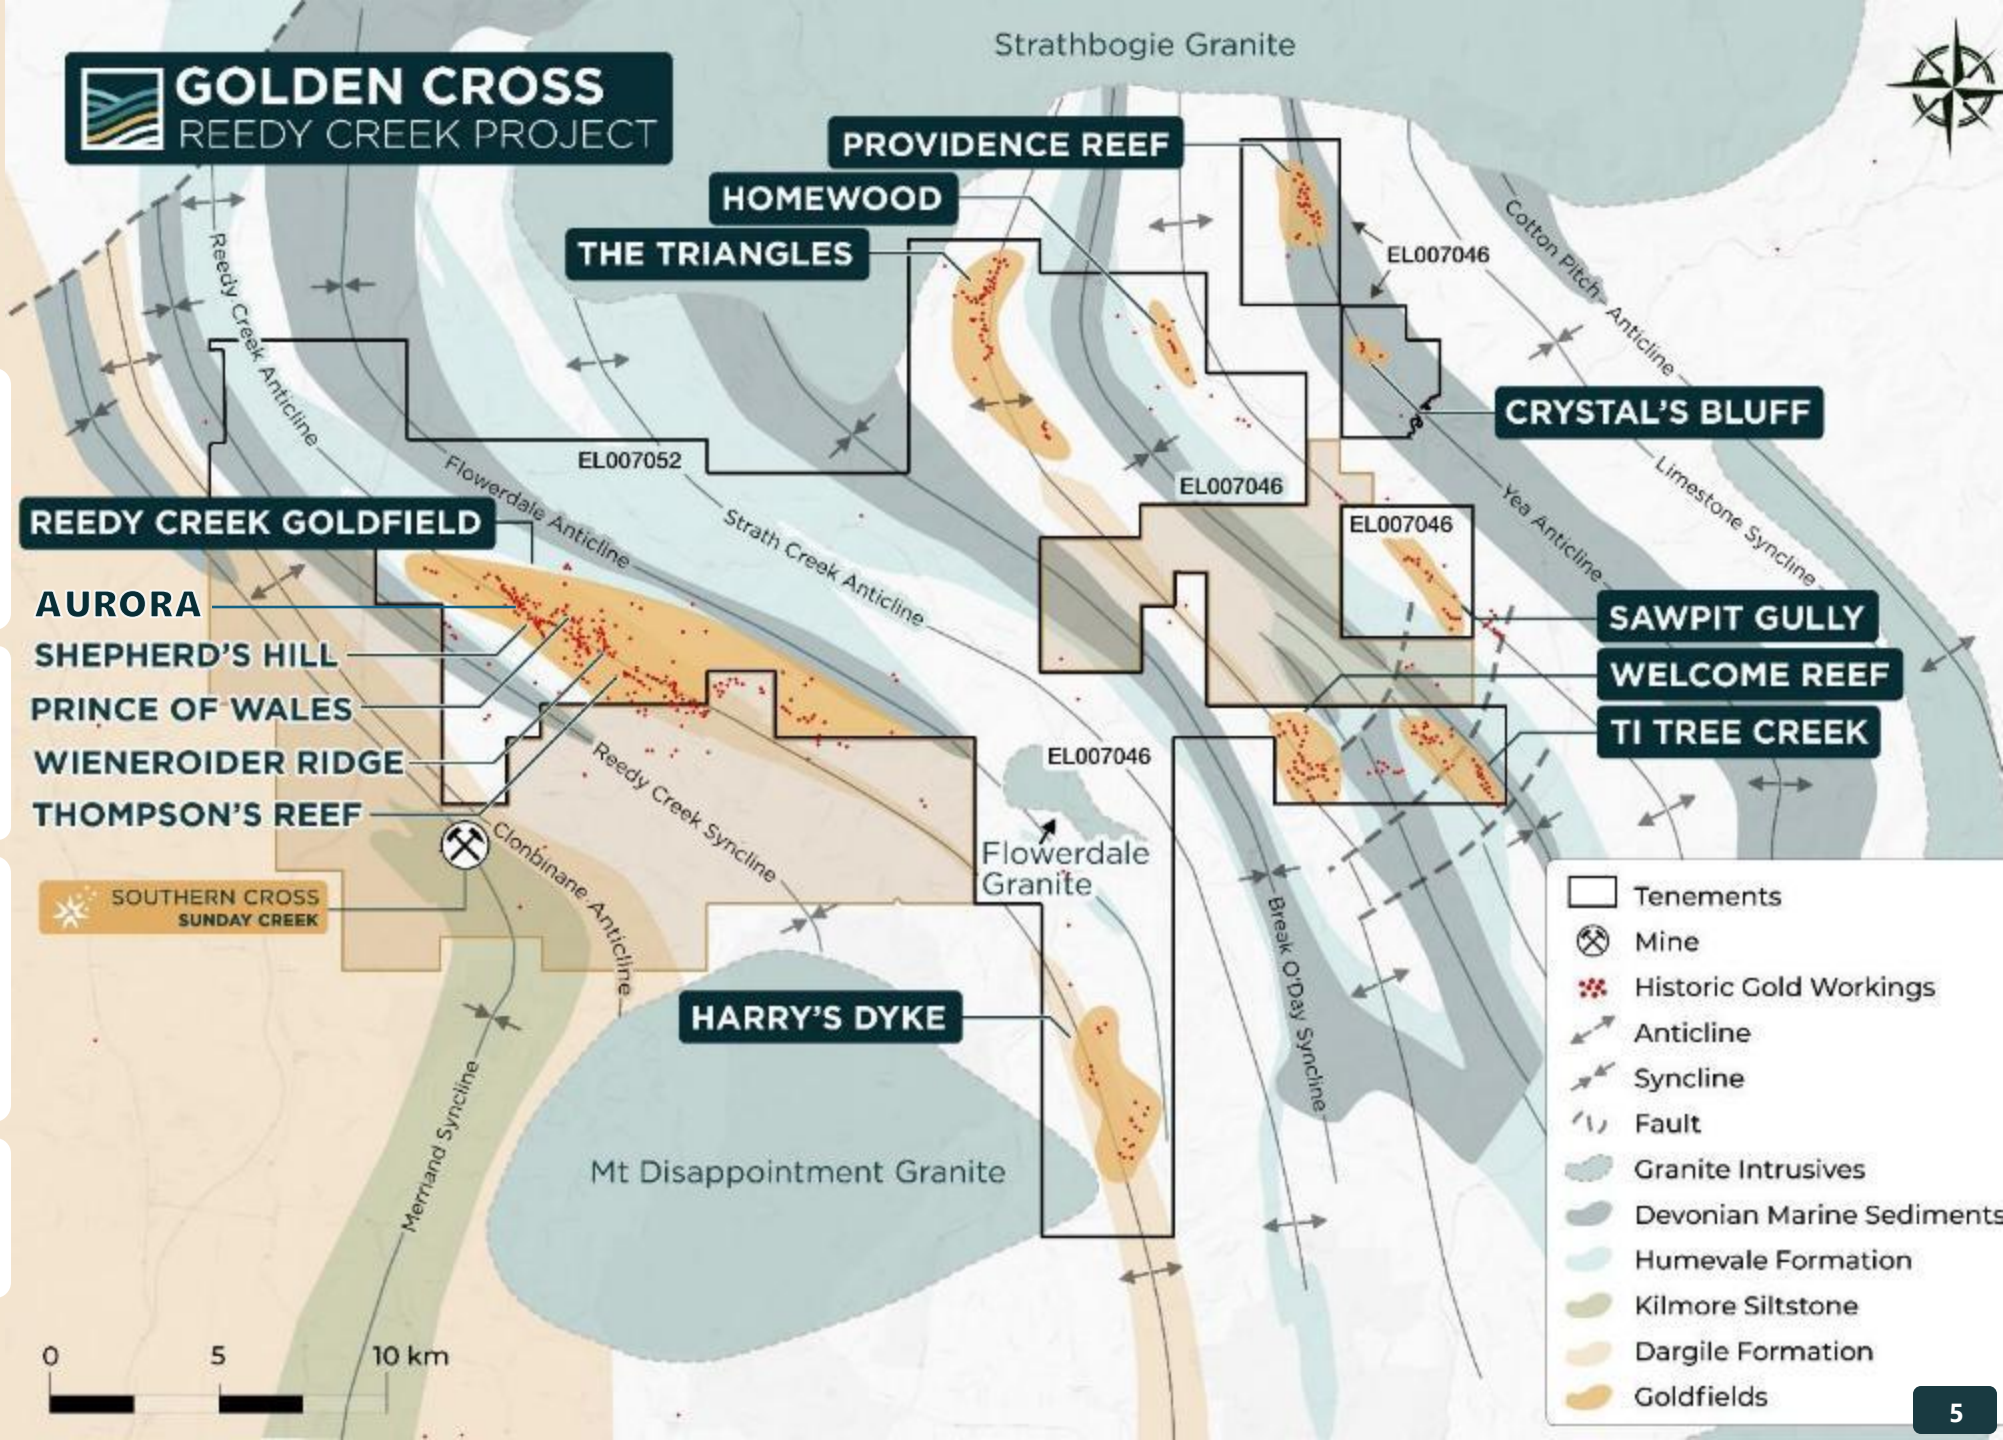 Strathbogie Granite
GOLDEN CROSS
REEDY CREEK PROJECT
PROVIDENCE REEF
HOMEWOOD
THE TRIANGLES
EL007046
Cotton Pitch Anticline
Reedy Creek Anticline
CRYSTAL'S BLUFF
EL007052
Flowerdale Anticline
EL007046
EL007046
Limestone Syncline
Yea Anticline
REEDY CREEK GOLDFIELD
Strath Creek Anticline
AURORA
SHEPHERD'S HILL
PRINCE OF WALES
WIENEROIDER RIDGE
THOMPSON'S REEF
SAWPIT GULLY
WELCOME REEF
TI TREE CREEK
EL007046
Reedy Creek Syncline
Clonbinane Anticline
Flowerdale
Granite
SOUTHERN CROSS
SUNDAY CREEK
Break O'Day Syncline
HARRY'S DYKE
Merriand Syncline
Mt Disappointment Granite
Tenements
Mine
Historic Gold Workings
Anticline
Syncline
Fault
Granite Intrusives
Devonian Marine Sediments
Humevale Formation
Kilmore Siltstone
Dargile Formation
Goldfields
0 5 10 km
5